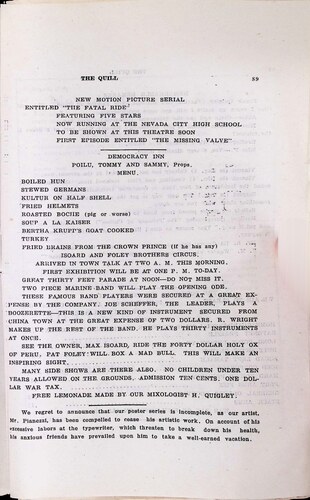 THE QUILL 39
NEW MOTION PICTURE SERIAL
ENTITLED "THE FATAL RIDE"
FEATURING FIVE STARS
NOW RUNNING AT THE NEVADA CITY HIGH SCHOOL
TO BE SHOWN AT THIS THEATRE SOON
FIRST EPISODE ENTITLED "THE MISSING VALVE"
DEMOCRACY INN
POILU, TOMMY AND SAMMY, Props.
MENU.
BOILED HUN
STEWED GERMANS
KULTUR ON HALF SHELL
FRIED HELMETS
ROASTED BOCHE (pig or worse)
SOUP A LA KAISER
BERTHA KRUPP'S GOAT COOKED
TURKEY
FRIED BRAINS FROM THE CROWN PRINCE (if he has any)
ISOARD AND FOLEY BROTHERS CIRCUS.
ARRIVED IN TOWN TALK AT TWO A. M. THIS MORNING.
FIRST EXHIBITION WILL BE AT ONE P. M. TO-DAY.
GREAT THIRTY FEET PARADE AT NOON—DO NOT MISS IT.
TWO PIECE MARINE BAND WILL PLAY THE OPENING ODE.
THESE FAMOUS BAND PLAYERS WERE SECURED AT A GREAT EX-
PENSE BY THE COMPANY. JOE SCHEFFER, THE LEADER, PLAYS A
DOOZERETTE—THIS IS A NEW KIND OF INSTRUMENT SECURED FROM
CHINA TOWN AT THE GREAT EXPENSE OF TWO DOLLARS. R. WRIGHT
MAKES UP THE REST OF THE BAND. HE PLAYS THIRTY INSTRUMENTS
AT ONCE.
SEE THE OWNER, MAX ISOARD, RIDE THE FORTY DOLLAR HOLY OX
OF PERU. PAT FOLEY WILL BOX A MAD BULL. THIS WILL MAKE AN
INSPIRING SIGHT.
MANY SIDE SHOWS ARE THERE ALSO. NO CHILDREN UNDER TEN
YEARS ALLOWED ON THE GROUNDS. ADMISSION TEN CENTS. ONE DOL-
LAR WAR TAX.
FREE LEMONADE MADE BY OUR MIXOLOGIST H. QUIGLEY.
We regret to announce that our poster series is incomplete, as our artist,
Mr. Pianezzi, has been compelled to cease his artistic work. On account of his
excessive labors at the typewriter, which threaten to break down his health,
his anxious friends have prevailed upon him to take a well-earned vacation.